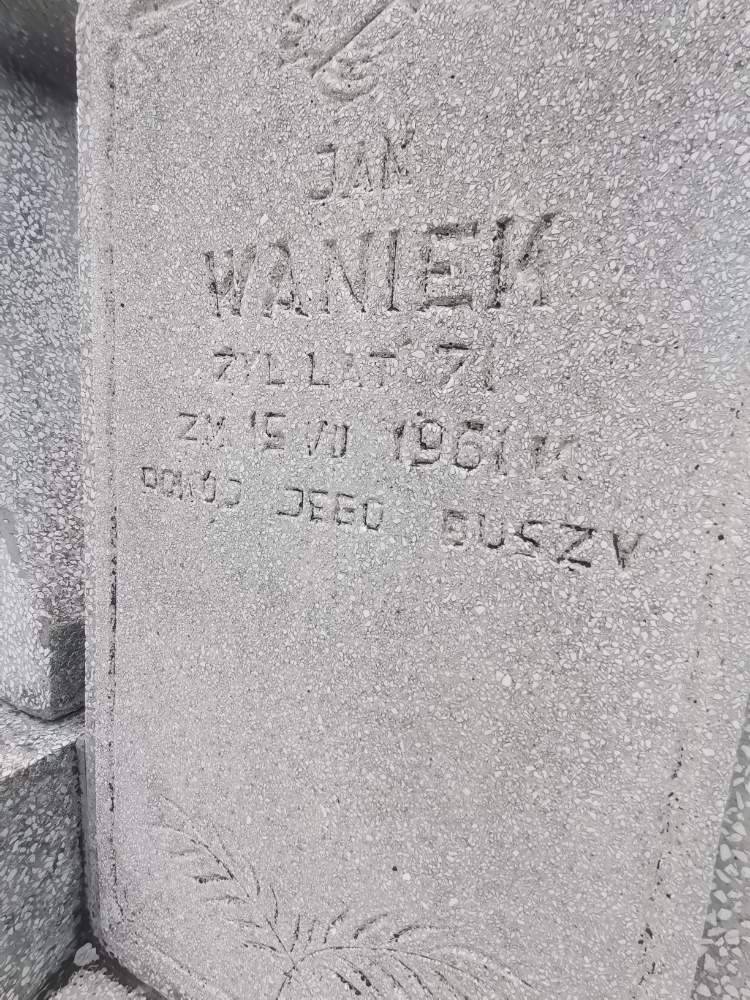 JAN
WANIEK
ŻYŁ LAT 71
ZM 15 VII 1961 R.
POKÓJ JEGO DUSZY